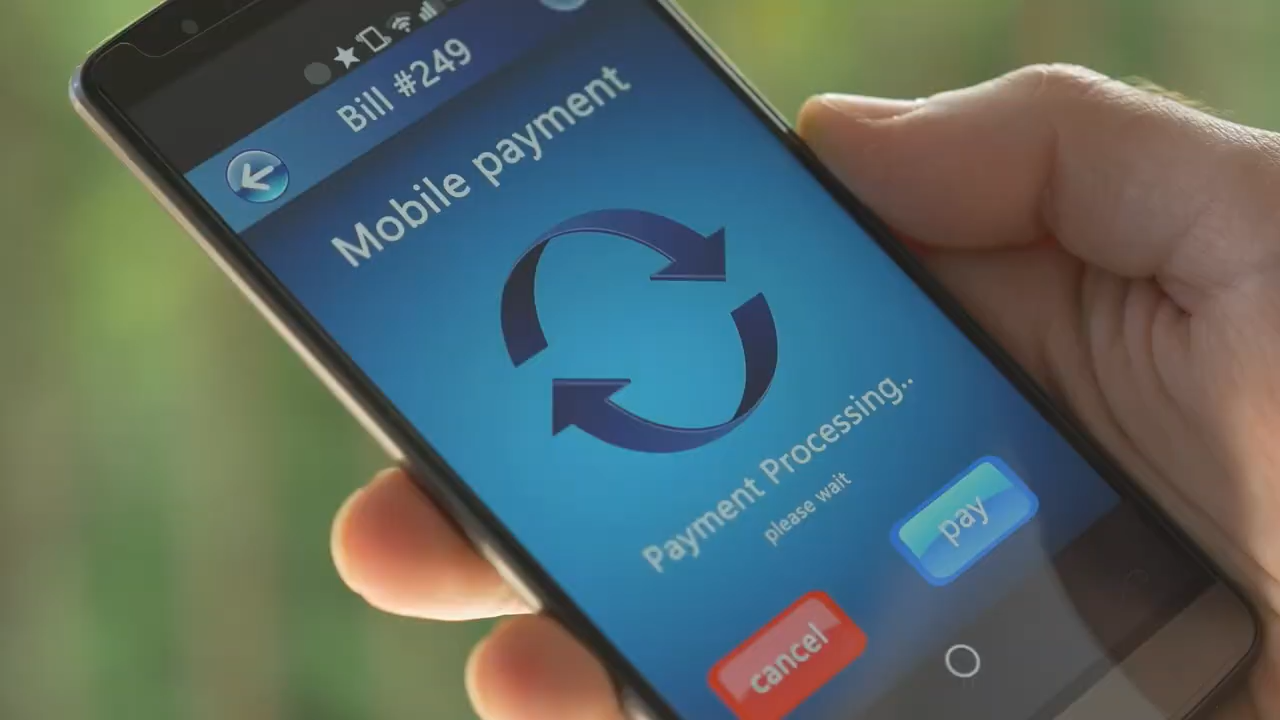 Bill #249
Mobile payment
Payment Processing..
please wait
cancel
pay